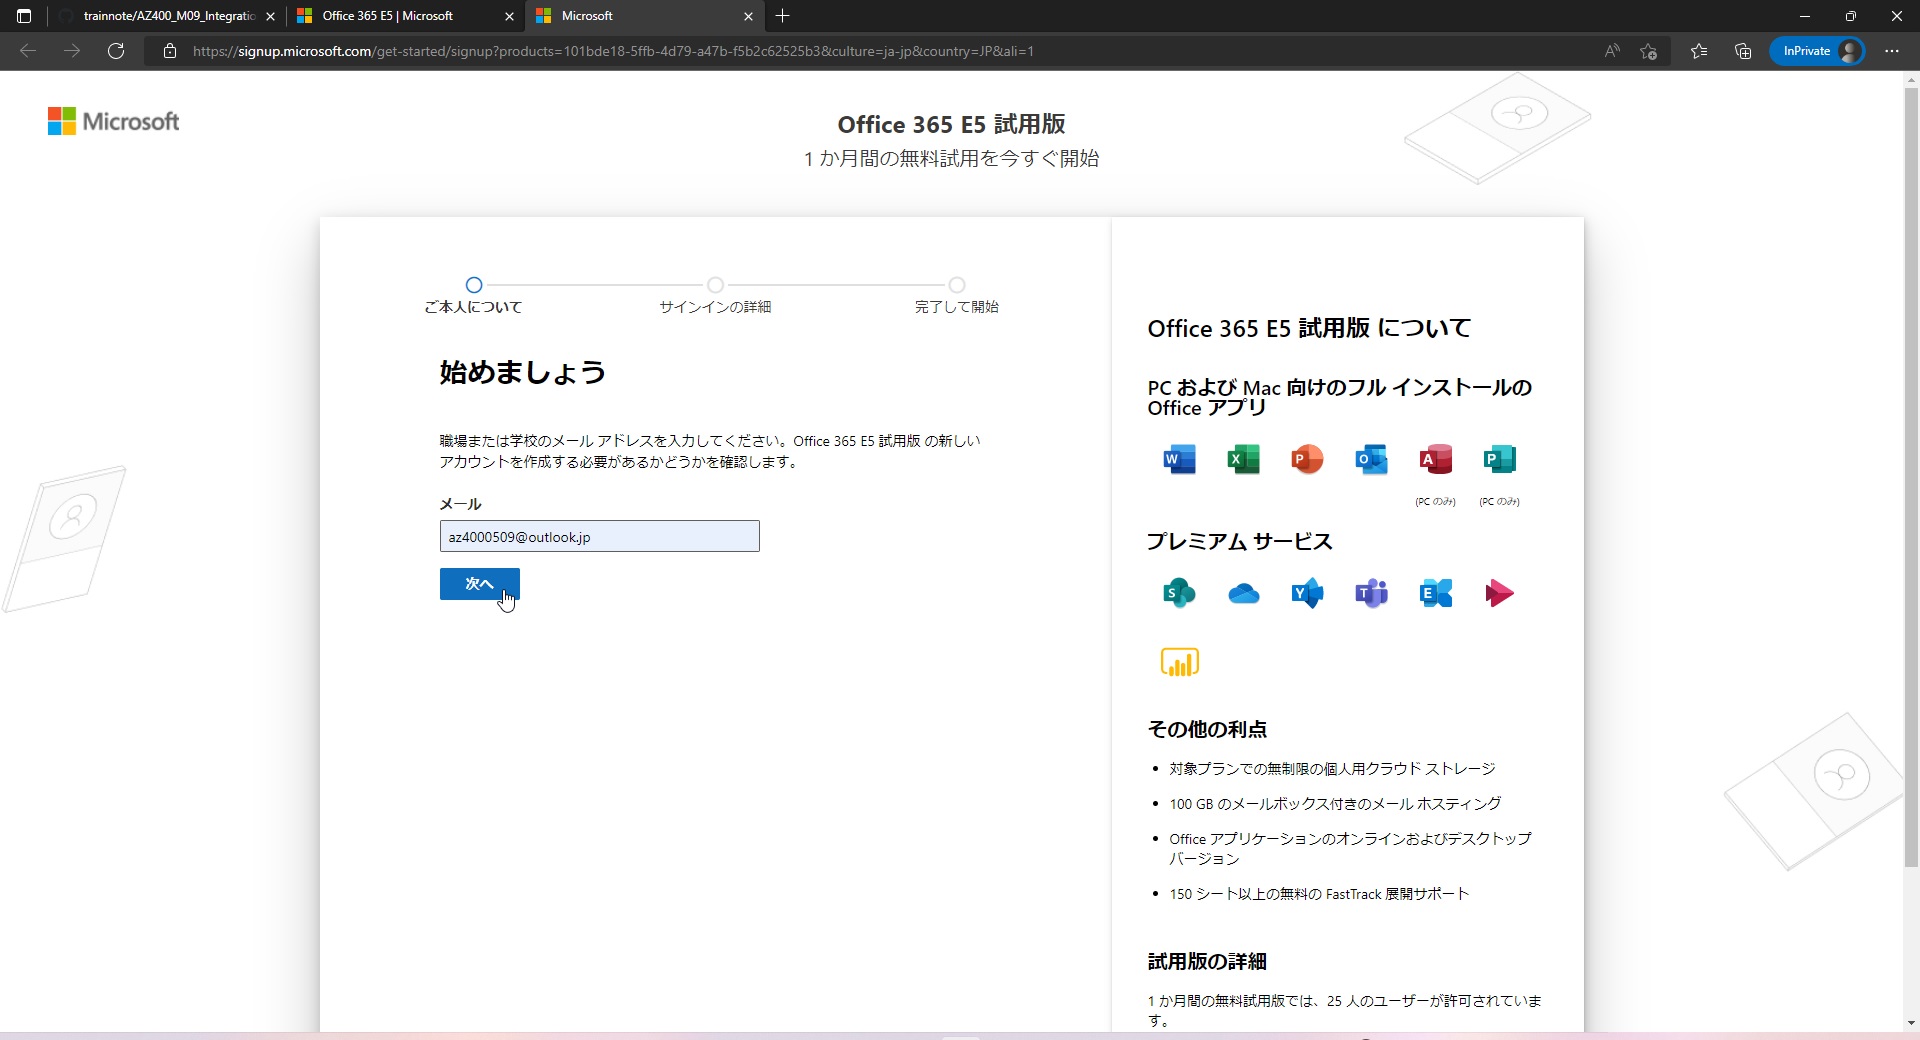 trainnote/AZ400_M09_Integratio
Office 365 E5 | Microsoft
Microsoft
https://signup.microsoft.com/get-started/signup?products=101bde18-5ffb-4d79-a47b-f5b2c62525b3&culture=ja-jp&country=JP&ali=1
InPrivate
Microsoft
Office 365 E5 試用版
1 か月間の無料試用を今すぐ開始
ご本人について
サインインの詳細
完了して開始
始めましょう
職場または学校のメール アドレスを入力してください。Office 365 E5 試用版 の新しい
アカウントを作成する必要があるかどうかを確認します。
メール
az4000509@outlook.jp
次へ
Office 365 E5 試用版 について
PC および Mac 向けのフル インストールの
Office アプリ
W
X
P
O
A
P
(PC のみ)
(PC のみ)
プレミアム サービス
S
Y
T
E
その他の利点
• 対象プランでの無制限の個人用クラウド ストレージ
• 100 GB のメールボックス付きのメール ホスティング
• Office アプリケーションのオンラインおよびデスクトップ
バージョン
• 150 シート以上の無料の FastTrack 展開サポート
試用版の詳細
1 か月間の無料試用版では、25 人のユーザーが許可されていま
す。